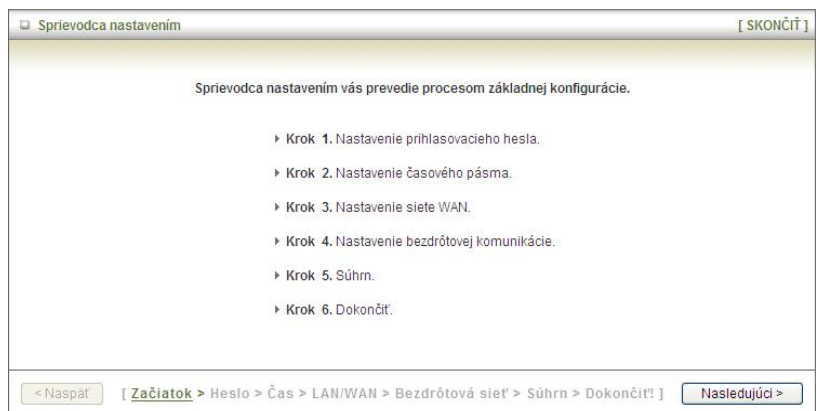 Sprievodca nastavením [ SKONČIŤ ]
Sprievodca nastavením vás prevedie procesom základnej konfigurácie.
Krok 1. Nastavenie prihlasovacieho hesla.
Krok 2. Nastavenie časového pásma.
Krok 3. Nastavenie siete WAN.
Krok 4. Nastavenie bezdrôtovej komunikácie.
Krok 5. Súhrn.
Krok 6. Dokončiť.
< Naspäť [ Začiatok > Heslo > Čas > LAN/WAN > Bezdrôtová sieť > Súhrn > Dokončiť! ] Nasledujúci >